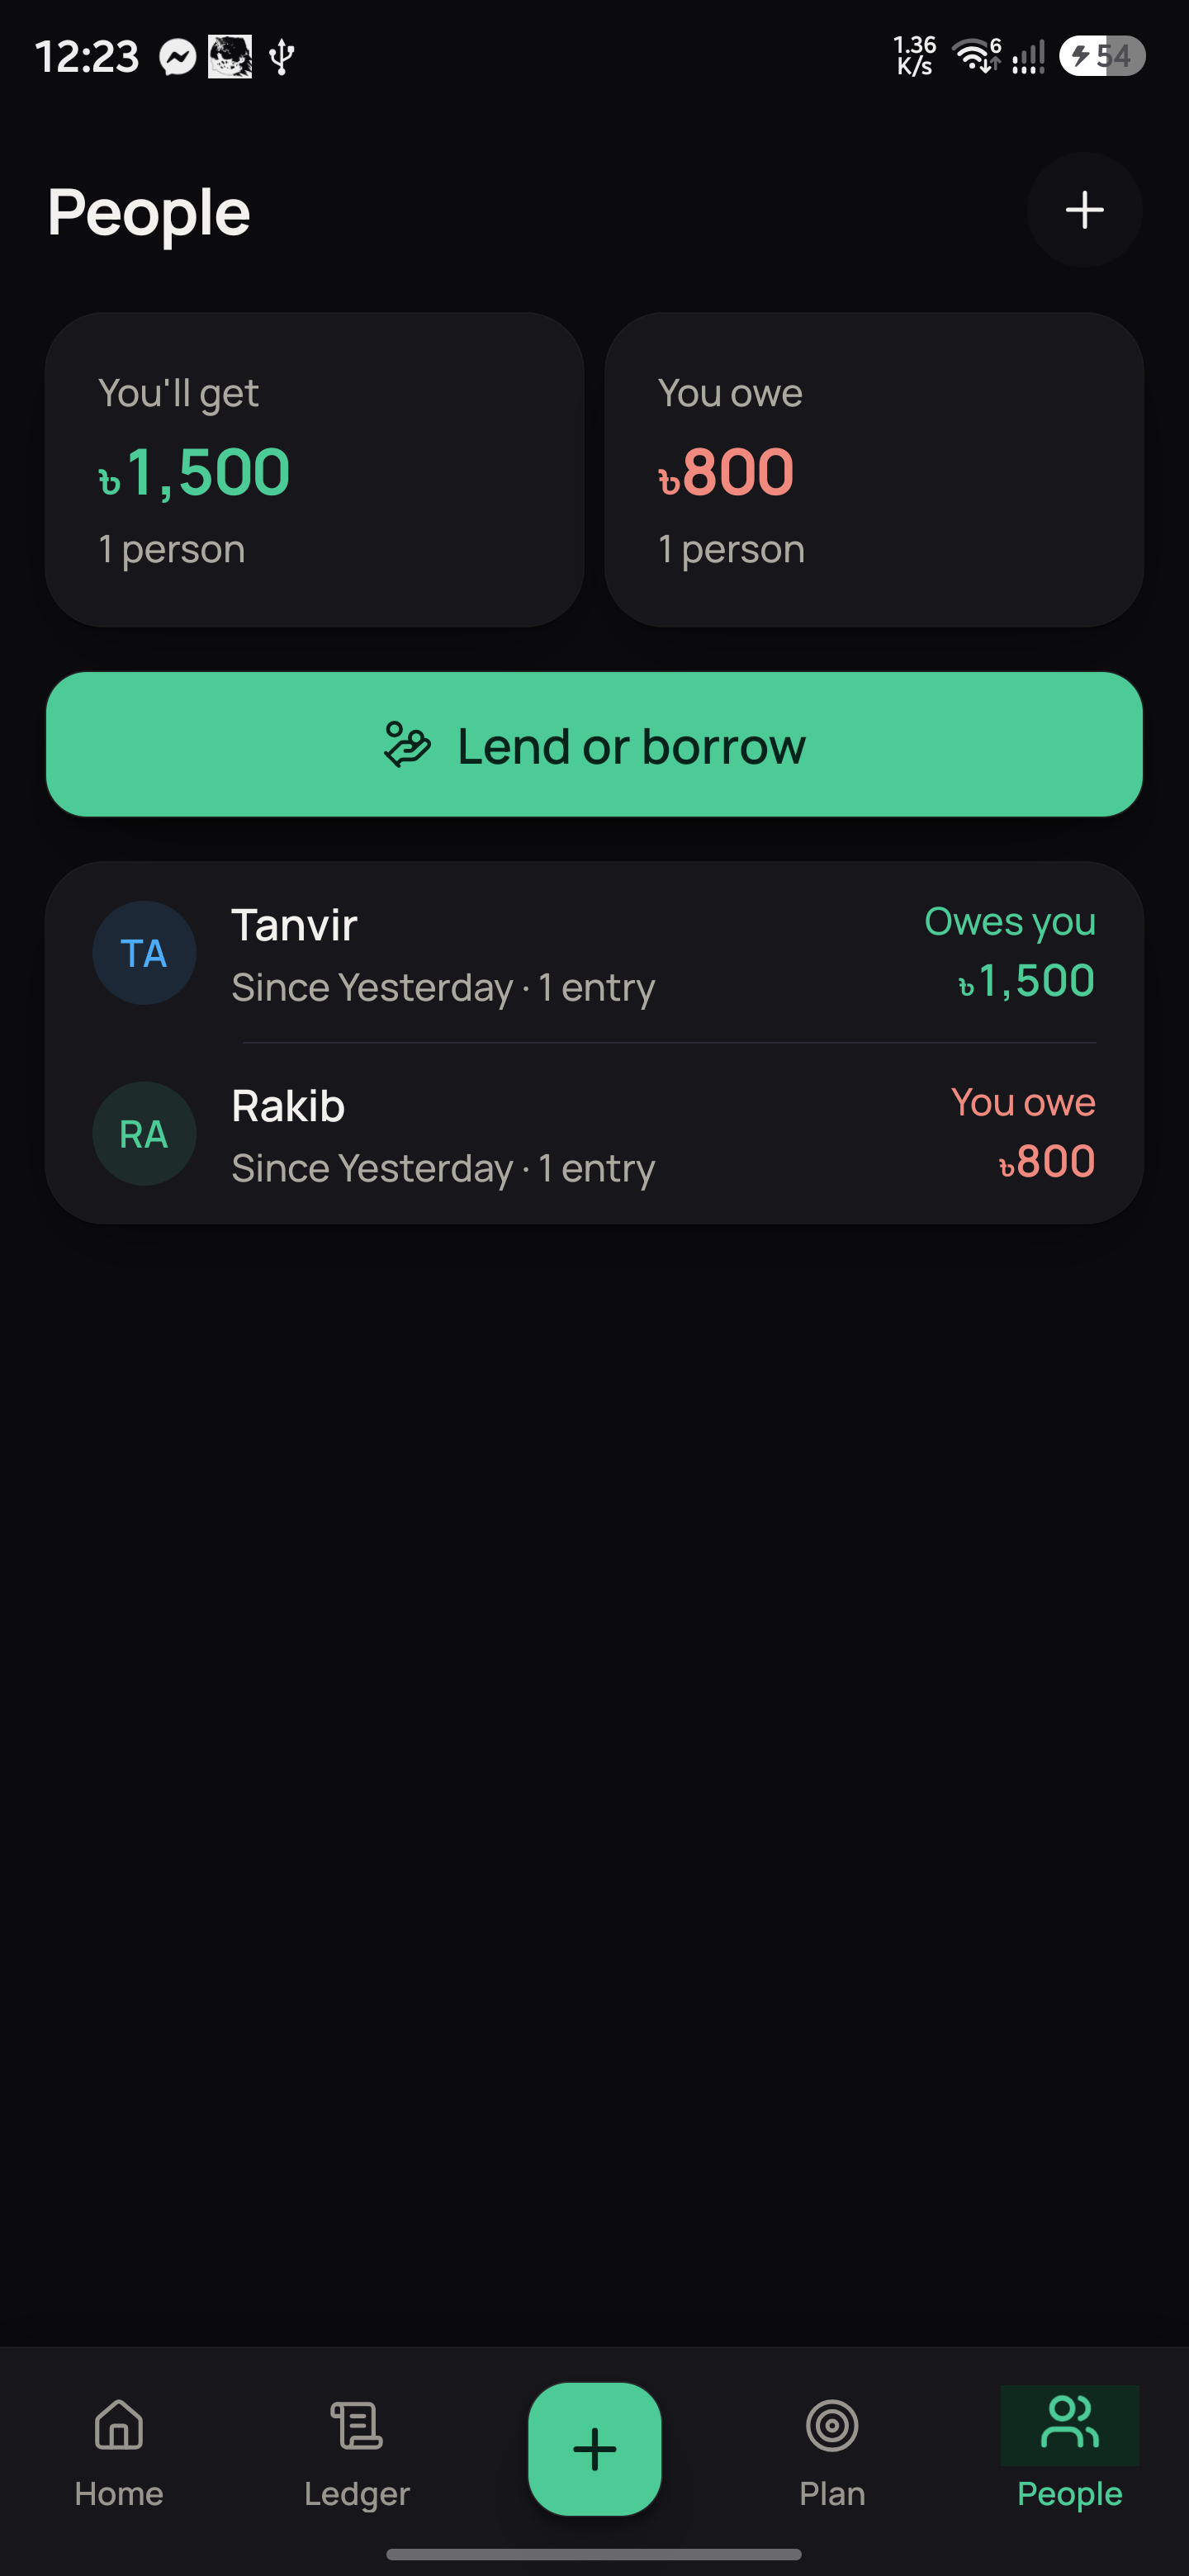 12:23
1.36
K/s
6
54
People
You'll get
You owe
৳1,500
৳800
1 person
1 person
Lend or borrow
TA
Tanvir
Since Yesterday · 1 entry
Owes you
৳1,500
RA
Rakib
Since Yesterday · 1 entry
You owe
৳800
Home
Ledger
Plan
People